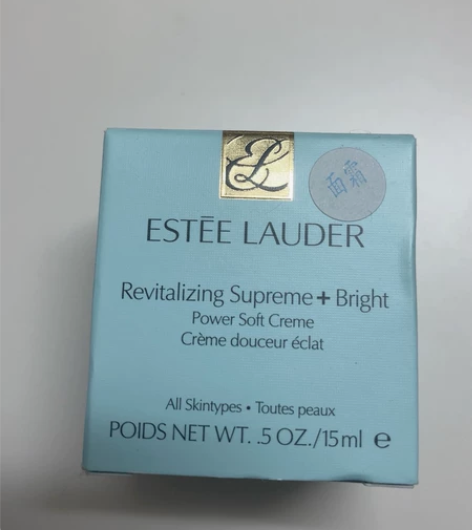 EL
面霜
ESTĒE LAUDER
Revitalizing Supreme + Bright
Power Soft Creme
Crème douceur éclat
All Skintypes • Toutes peaux
POIDS NET WT. .5 OZ./15ml e